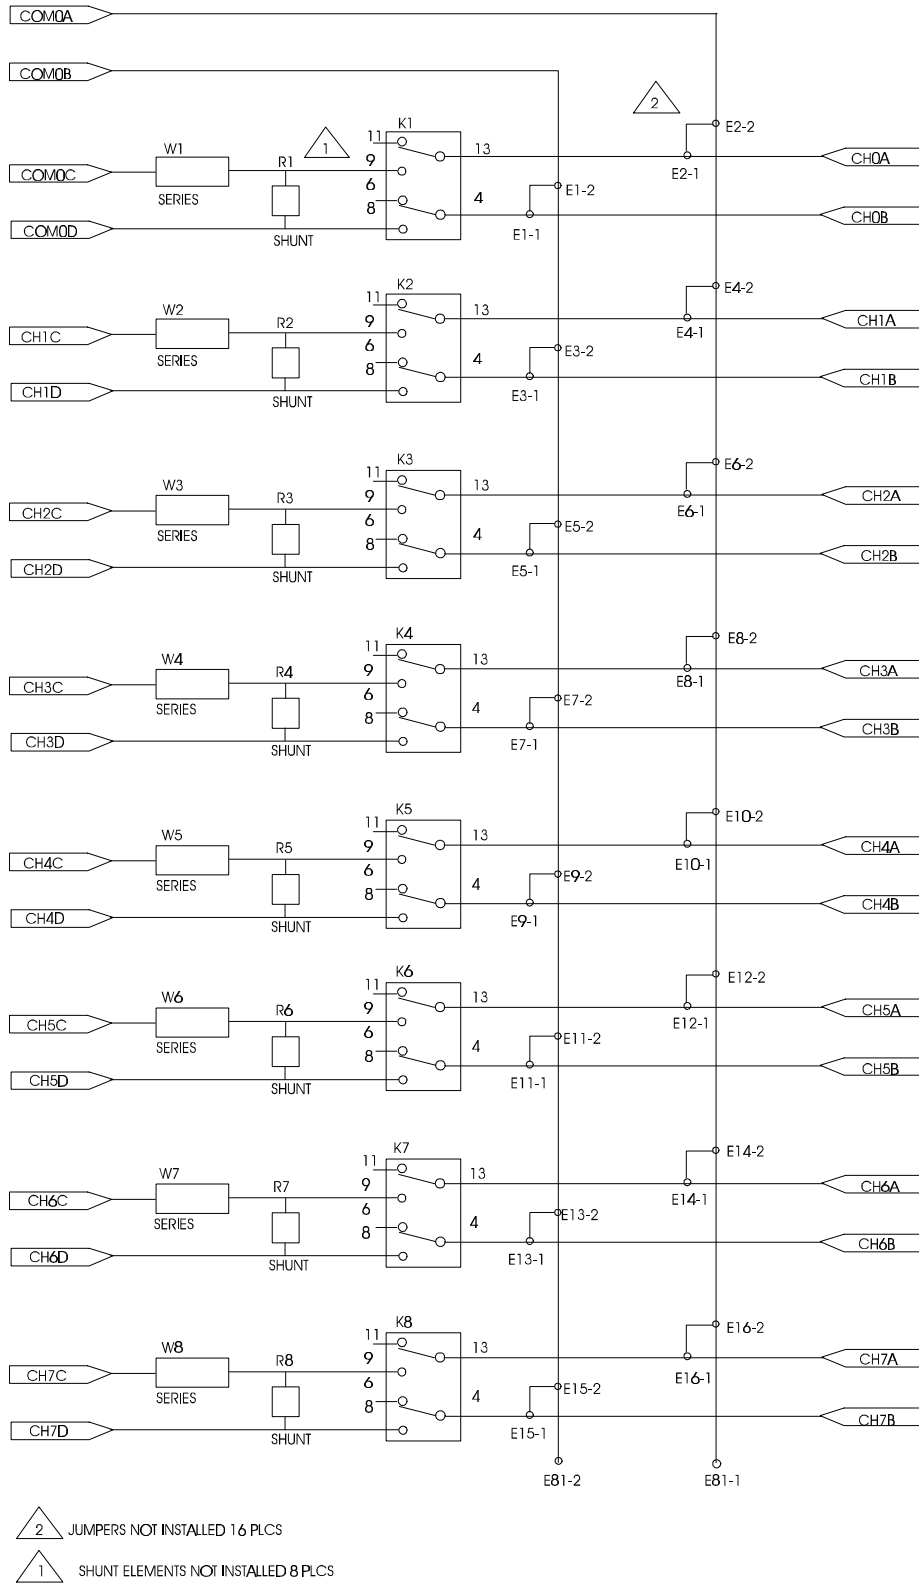 COM0A
COM0B
2
E2-2
K1
11
13
1
W1
R1
9
CH0A
COM0C
E2-1
6
E1-2
SERIES
4
8
CH0B
COM0D
E1-1
SHUNT
K2
E4-2
11
13
W2
R2
9
CH1A
CH1C
E4-1
6
E3-2
SERIES
4
8
CH1B
CH1D
E3-1
SHUNT
K3
E6-2
11
13
W3
R3
9
CH2A
CH2C
E6-1
6
E5-2
SERIES
4
8
CH2B
CH2D
E5-1
SHUNT
K4
E8-2
11
13
W4
R4
9
CH3A
CH3C
E8-1
6
E7-2
SERIES
4
8
CH3B
CH3D
E7-1
SHUNT
K5
E10-2
11
13
W5
R5
9
CH4A
CH4C
E10-1
6
E9-2
SERIES
4
8
CH4B
CH4D
E9-1
SHUNT
K6
E12-2
11
13
W6
R6
9
CH5A
CH5C
E12-1
6
E11-2
SERIES
4
8
CH5B
CH5D
E11-1
SHUNT
K7
E14-2
11
13
W7
R7
9
CH6A
CH6C
E14-1
6
E13-2
SERIES
4
8
CH6B
CH6D
E13-1
SHUNT
K8
E16-2
11
13
W8
R8
9
CH7A
CH7C
E16-1
6
E15-2
SERIES
4
8
CH7B
CH7D
E15-1
SHUNT
E81-2
E81-1
2 JUMPERS NOT INSTALLED 16 PLCS
1 SHUNT ELEMENTS NOT INSTALLED 8 PLCS